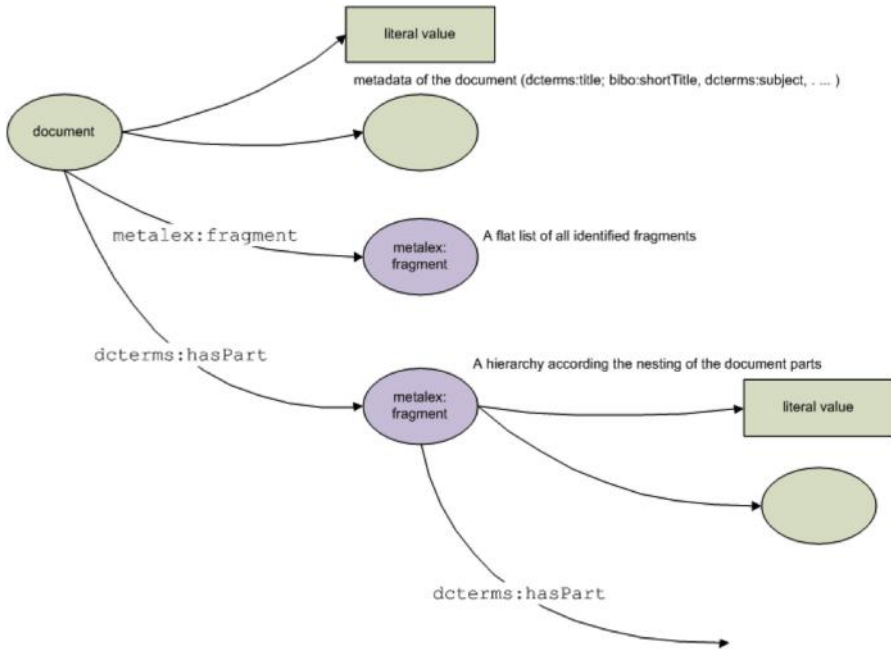 literal value
metadata of the document (dcterms:title; bibo:shortTitle, dcterms:subject, . ... )
document
metalex:fragment
metalex:
fragment
A flat list of all identified fragments
dcterms:hasPart
A hierarchy according the nesting of the document parts
metalex:
fragment
literal value
dcterms:hasPart